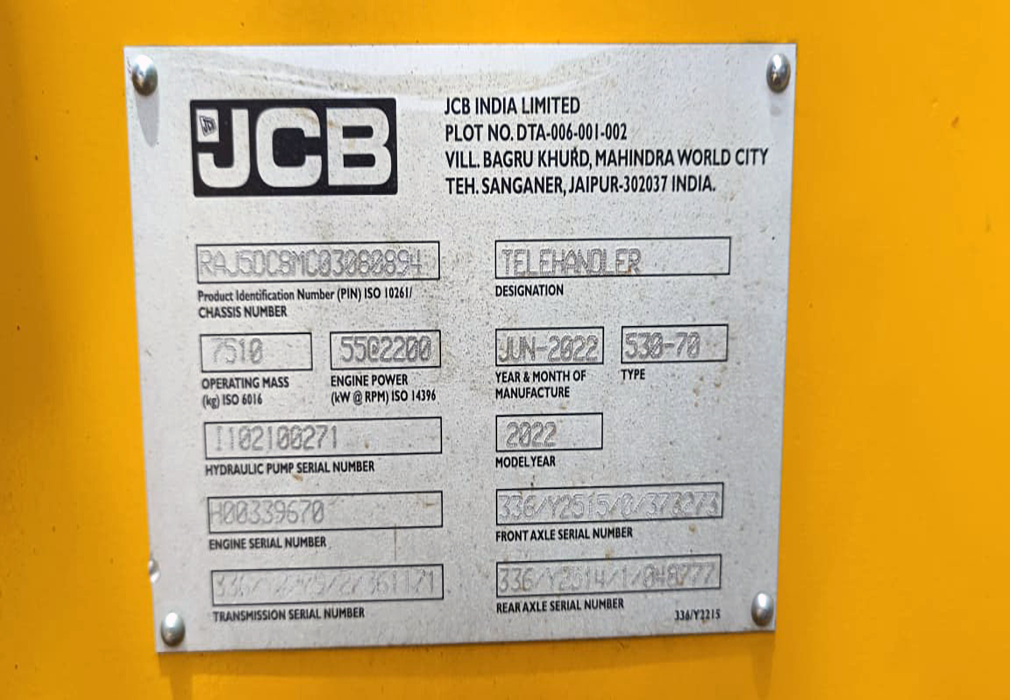 JCB
JCB INDIA LIMITED
PLOT NO. DTA-006-001-002
VILL. BAGRU KHURD, MAHINDRA WORLD CITY
TEH. SANGANER, JAIPUR-302037 INDIA.
RAJ5DC8MC03080894
Product Identification Number (PIN) ISO 10261/
CHASSIS NUMBER
TELEHANDLER
DESIGNATION
7510
OPERATING MASS
(kg) ISO 6016
55@2200
ENGINE POWER
(kW @ RPM) ISO 14396
JUN-2022
YEAR & MONTH OF
MANUFACTURE
530-70
TYPE
I102100271
HYDRAULIC PUMP SERIAL NUMBER
2022
MODEL YEAR
H00339670
ENGINE SERIAL NUMBER
336/Y2515/0/373273
FRONT AXLE SERIAL NUMBER
TRANSMISSION SERIAL NUMBER
336/Y2514/1/048777
REAR AXLE SERIAL NUMBER
336/Y2215